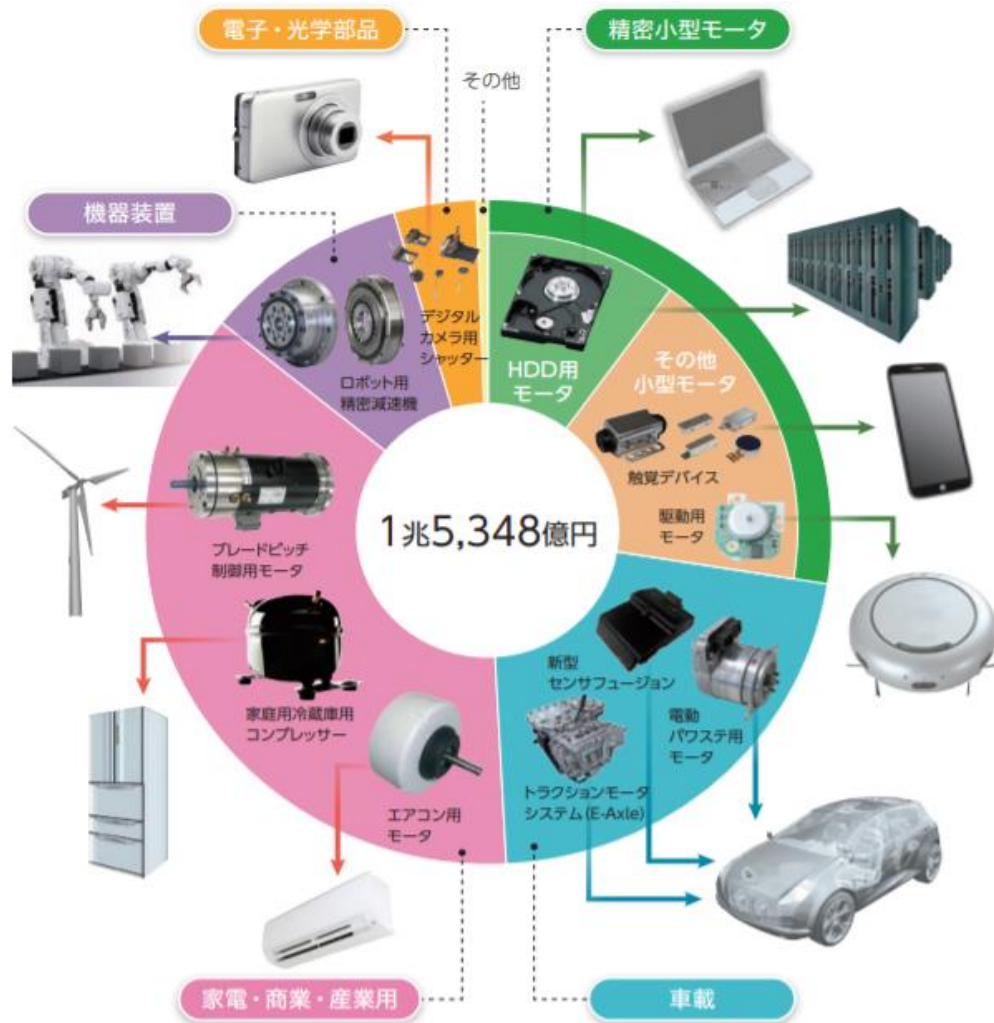 電子・光学部品
精密小型モータ
その他
機器装置
デジタル
カメラ用
シャッター
HDD用
モータ
その他
小型モータ
ロボット用
精密減速機
触覚デバイス
駆動用
モータ
1兆5,348億円
ブレードピッチ
制御用モータ
新型
センサフュージョン
家庭用冷蔵庫用
コンプレッサー
電動
パワステ用
モータ
トラクションモータ
システム(E-Axle)
エアコン用
モータ
家電・商業・産業用
車載